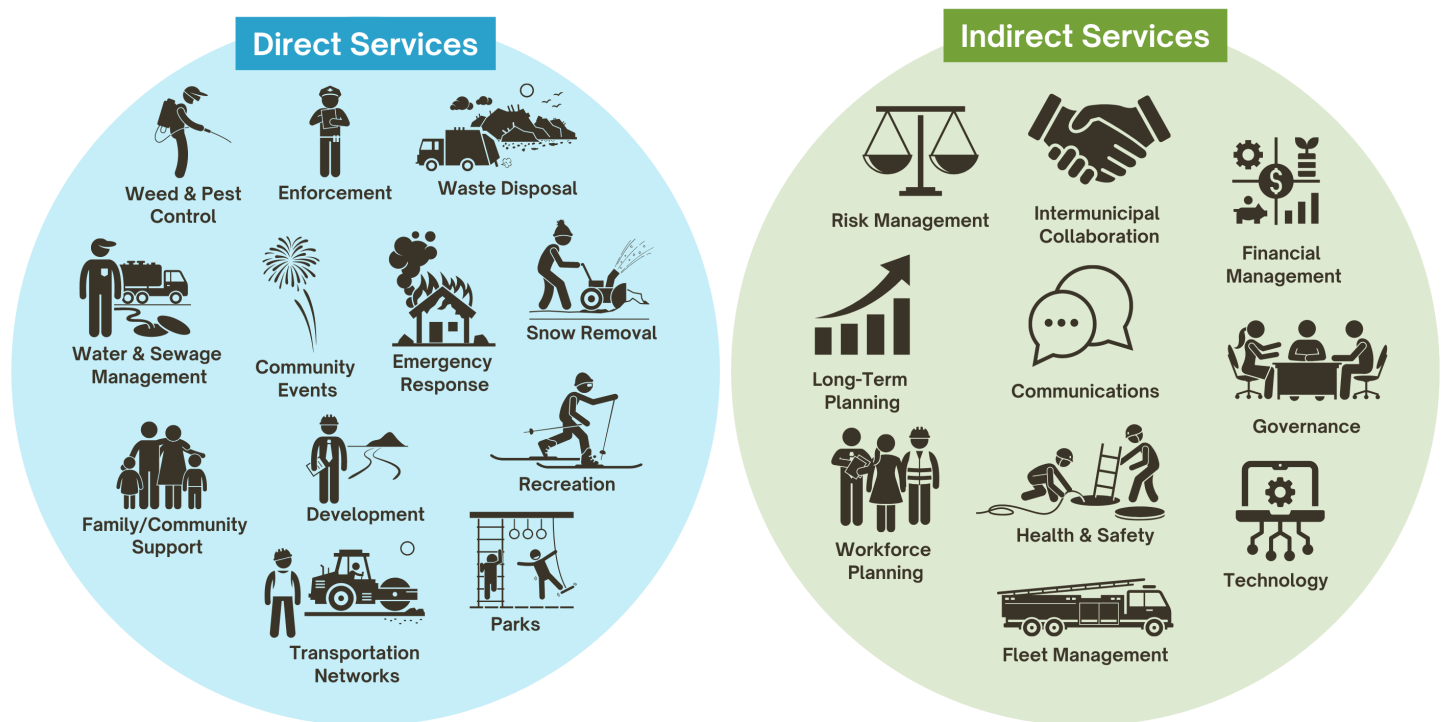 Direct Services
Weed & Pest
Control
Enforcement
Waste Disposal
Water & Sewage
Management
Community
Events
Emergency
Response
Snow Removal
Family/Community
Support
Development
Recreation
Transportation
Networks
Parks
Indirect Services
Risk Management
Intermunicipal
Collaboration
Financial
Management
Long-Term
Planning
Communications
Governance
Workforce
Planning
Health & Safety
Technology
Fleet Management